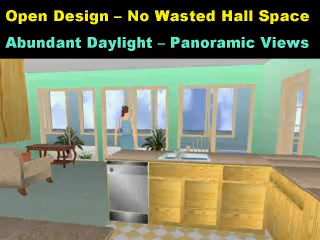 Open Design – No Wasted Hall Space
Abundant Daylight – Panoramic Views